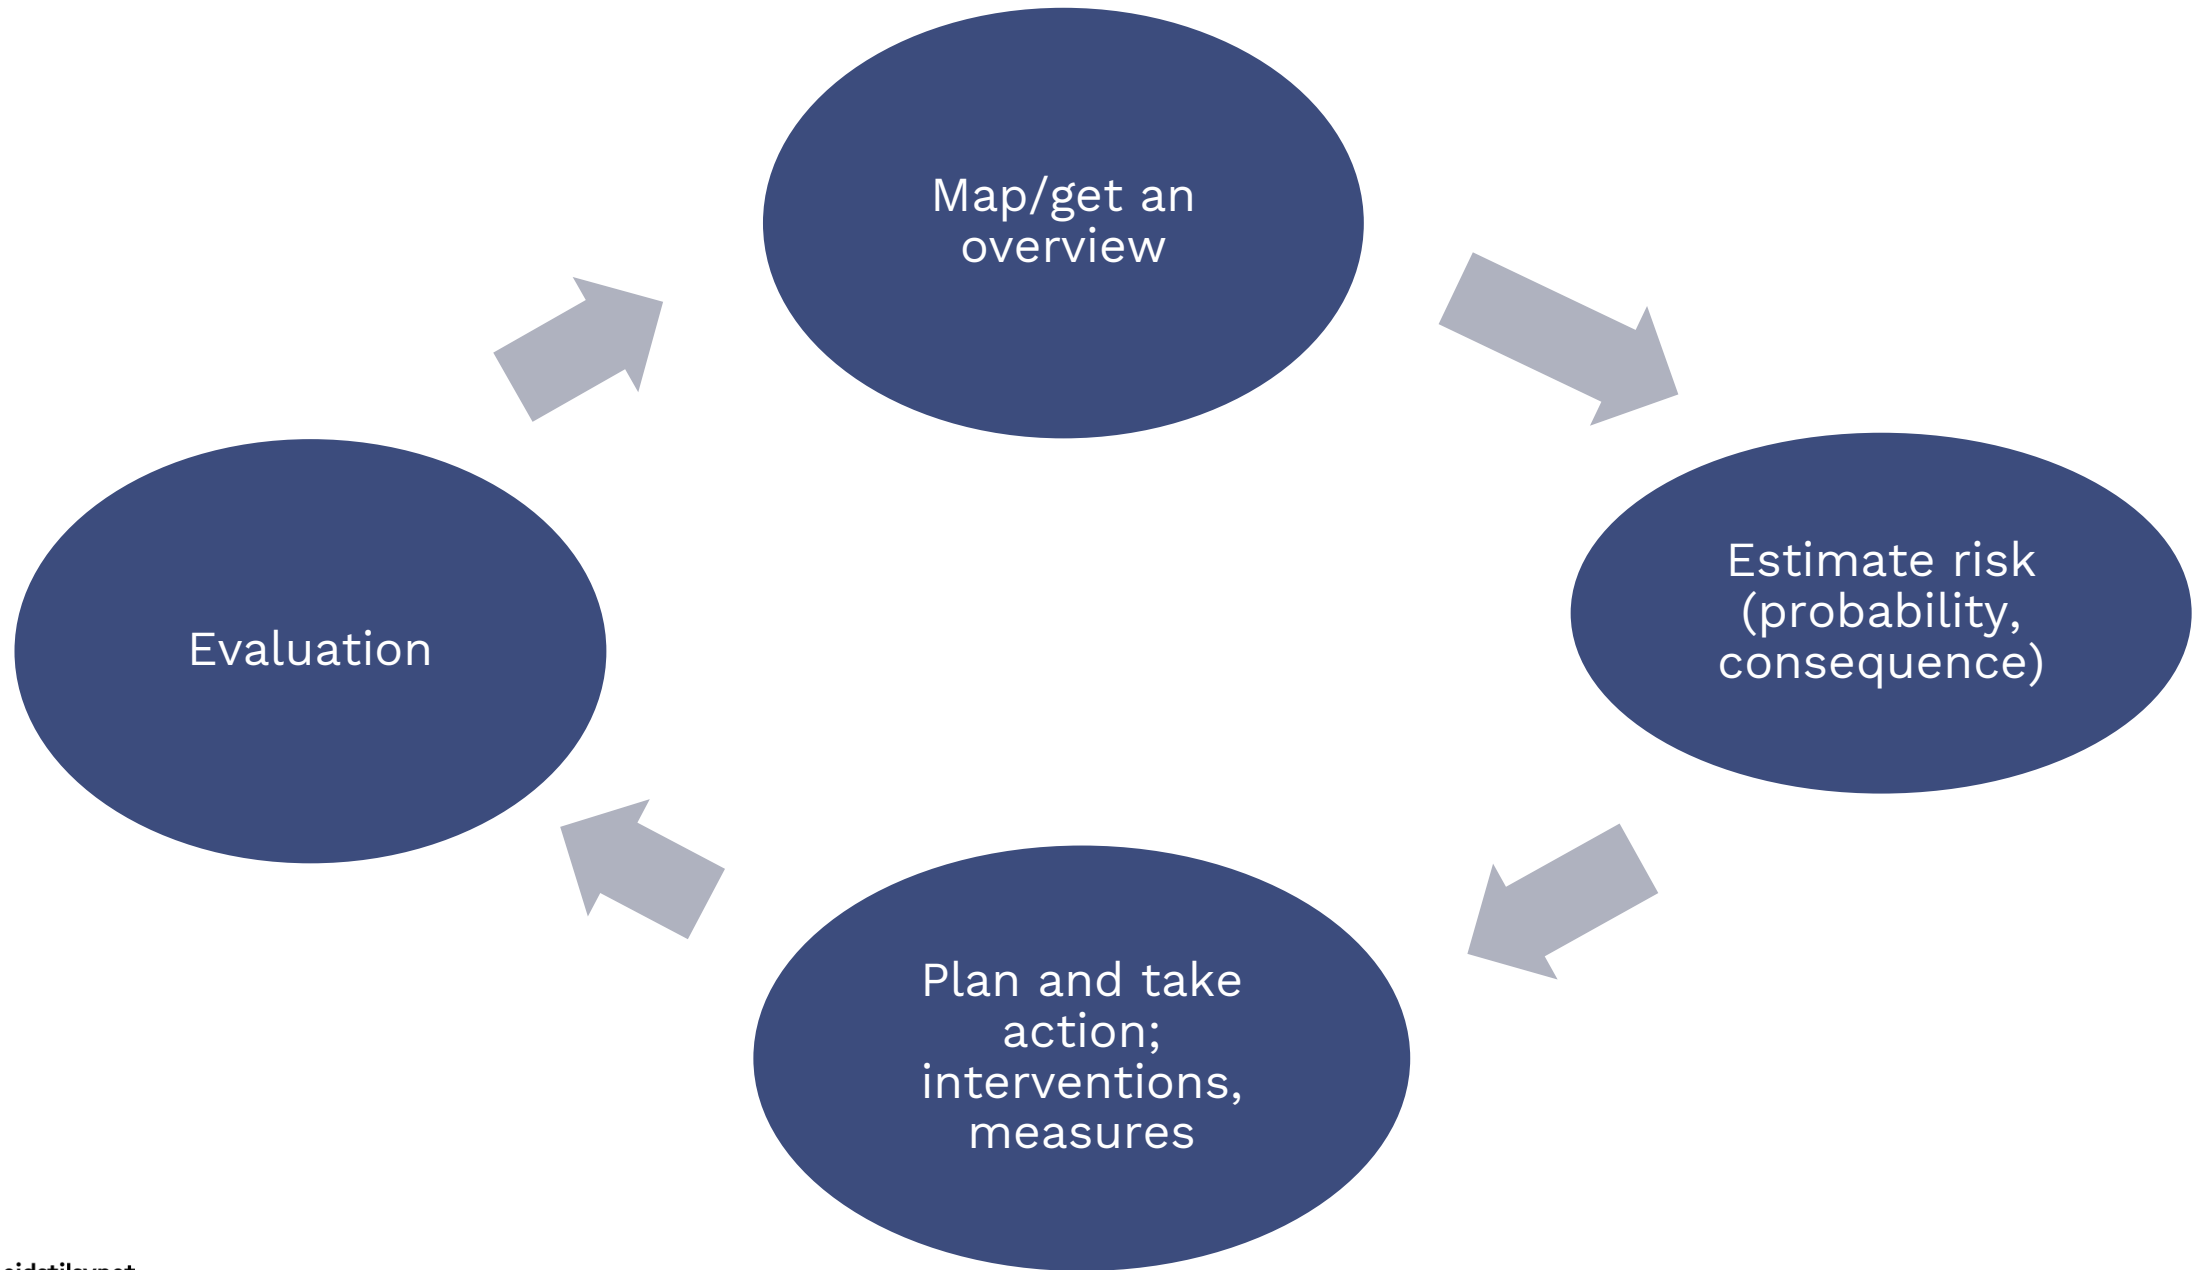 Map/get an
overview
Estimate risk
(probability,
consequence)
Plan and take
action;
interventions,
measures
Evaluation